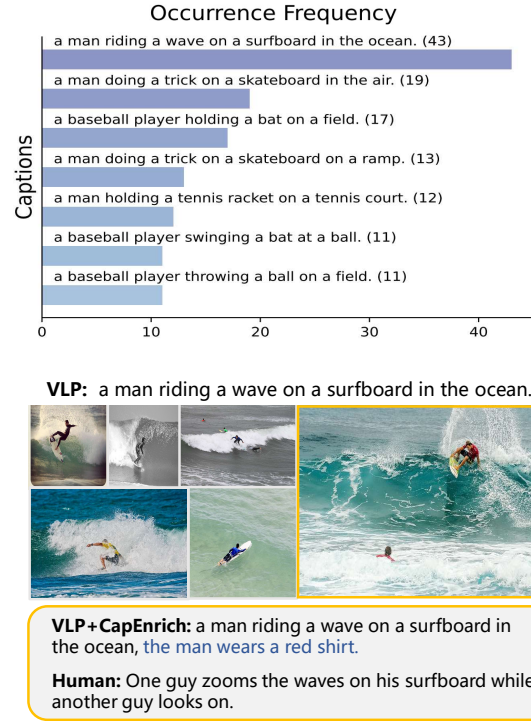 Occurrence Frequency
Captions
a man riding a wave on a surfboard in the ocean. (43)
a man doing a trick on a skateboard in the air. (19)
a baseball player holding a bat on a field. (17)
a man doing a trick on a skateboard on a ramp. (13)
a man holding a tennis racket on a tennis court. (12)
a baseball player swinging a bat at a ball. (11)
a baseball player throwing a ball on a field. (11)
0 10 20 30 40
VLP: a man riding a wave on a surfboard in the ocean.
VLP+CapEnrich: a man riding a wave on a surfboard in
the ocean, the man wears a red shirt.
Human: One guy zooms the waves on his surfboard while
another guy looks on.